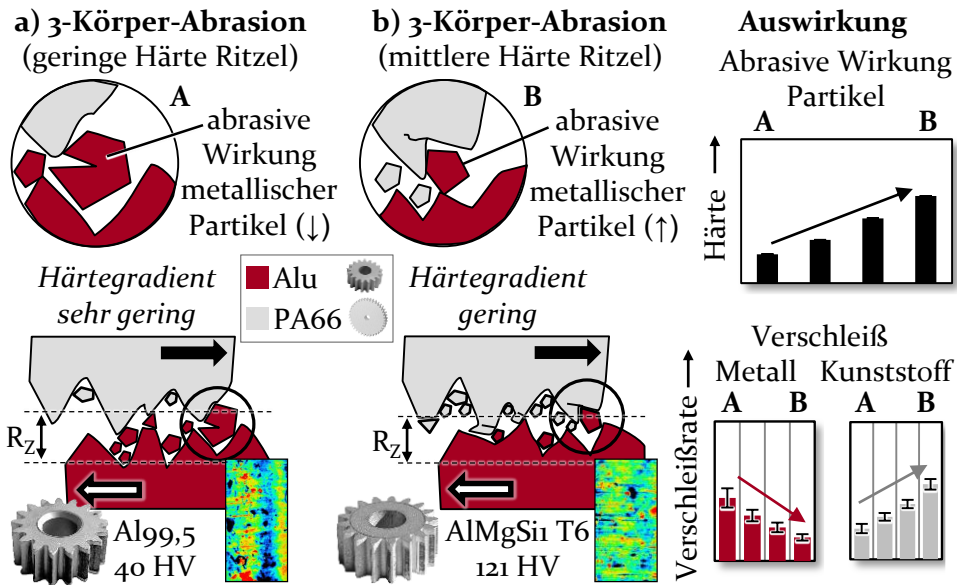 a) 3-Körper-Abrasion
(geringe Härte Ritzel)
A
abrasive
Wirkung
metallischer
Partikel (↓)
Härtegradient
sehr gering
R_Z
Al99,5
40 HV
Alu
PA66
b) 3-Körper-Abrasion
(mittlere Härte Ritzel)
B
abrasive
Wirkung
metallischer
Partikel (↑)
Härtegradient
gering
R_Z
AlMgSi1 T6
121 HV
Auswirkung
Abrasive Wirkung
Partikel
A B
Härte
Verschleiß
Metall Kunststoff
A B A B
Verschleißrate